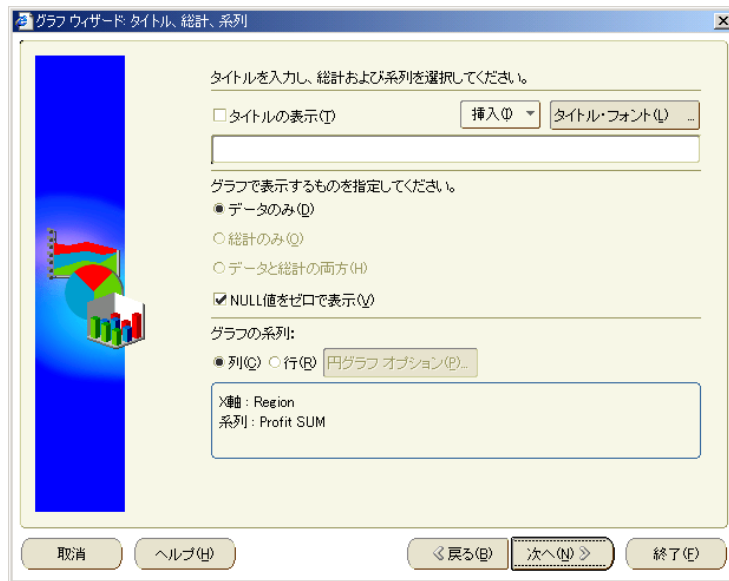 グラフ ウィザード: タイトル、総計、系列
タイトルを入力し、総計および系列を選択してください。
タイトルの表示(T)
挿入(I)
タイトル・フォント(L) ...
グラフで表示するものを指定してください。
データのみ(D)
総計のみ(O)
データと総計の両方(H)
NULL値をゼロで表示(V)
グラフの系列:
列(C) 行(R) 円グラフ オプション(P)...
X軸 : Region
系列 : Profit SUM
取消 ヘルプ(H) 戻る(B) 次へ(N) 終了(F)